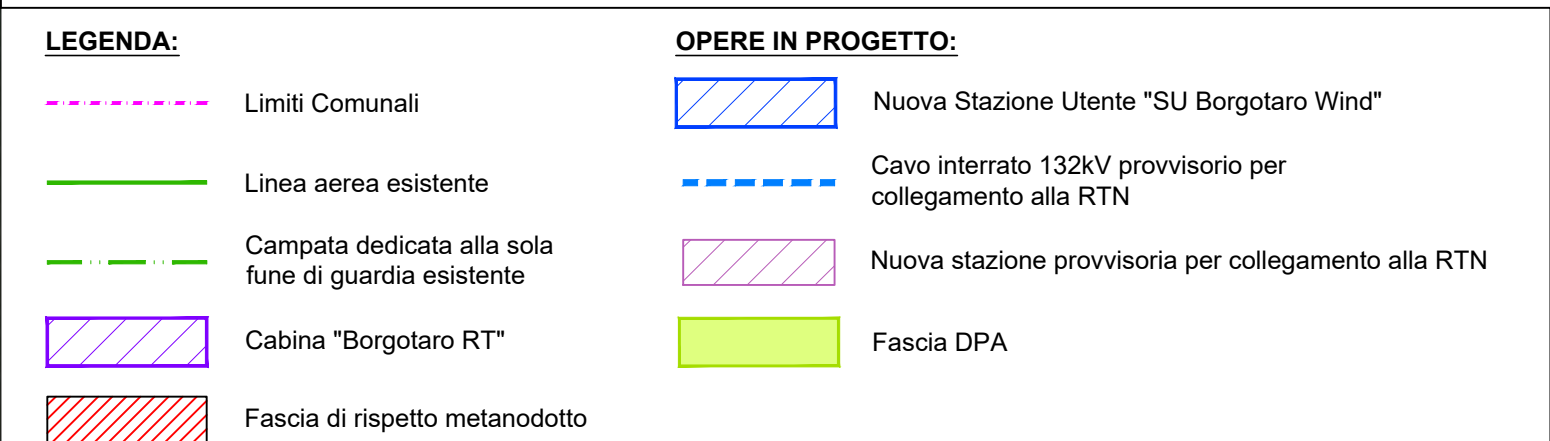 LEGENDA:
Limiti Comunali
Linea aerea esistente
Campata dedicata alla sola
fune di guardia esistente
Cabina "Borgotaro RT"
Fascia di rispetto metanodotto
OPERE IN PROGETTO:
Nuova Stazione Utente "SU Borgotaro Wind"
Cavo interrato 132kV provvisorio per
collegamento alla RTN
Nuova stazione provvisoria per collegamento alla RTN
Fascia DPA